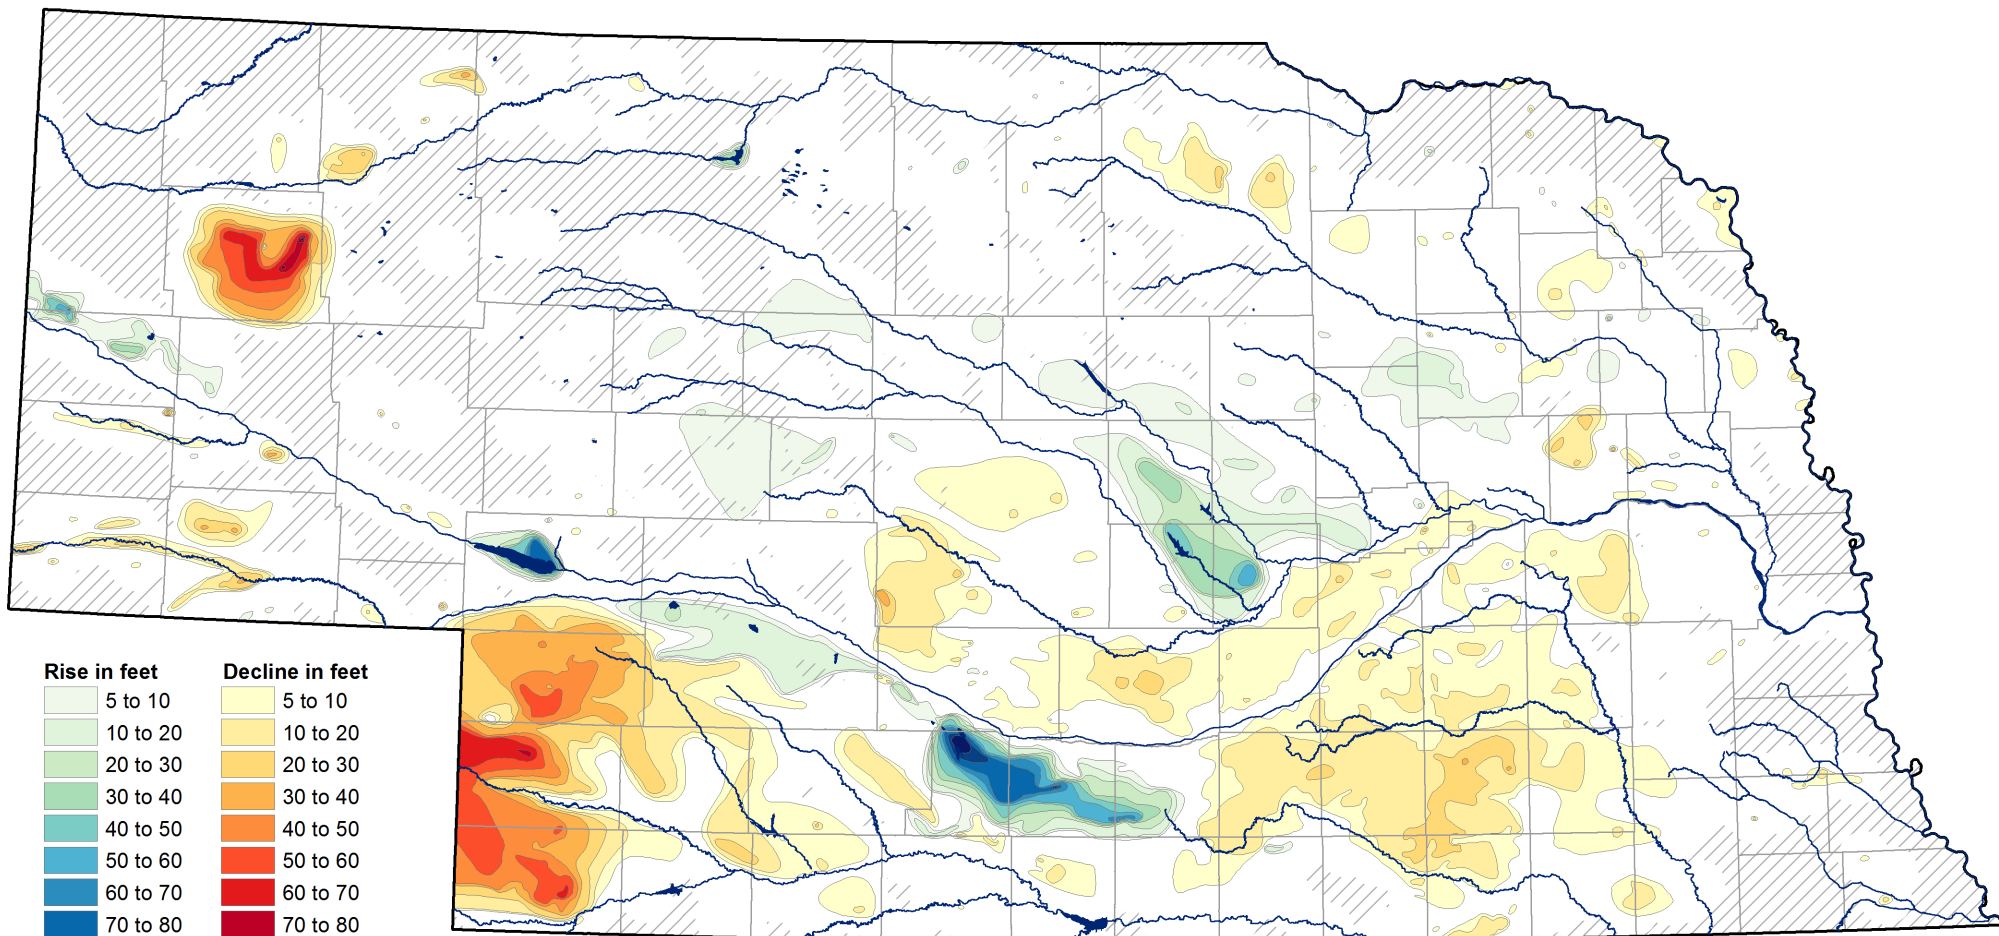 Rise in feet Decline in feet
5 to 10 5 to 10
10 to 20 10 to 20
20 to 30 20 to 30
30 to 40 30 to 40
40 to 50 40 to 50
50 to 60 50 to 60
60 to 70 60 to 70
70 to 80 70 to 80